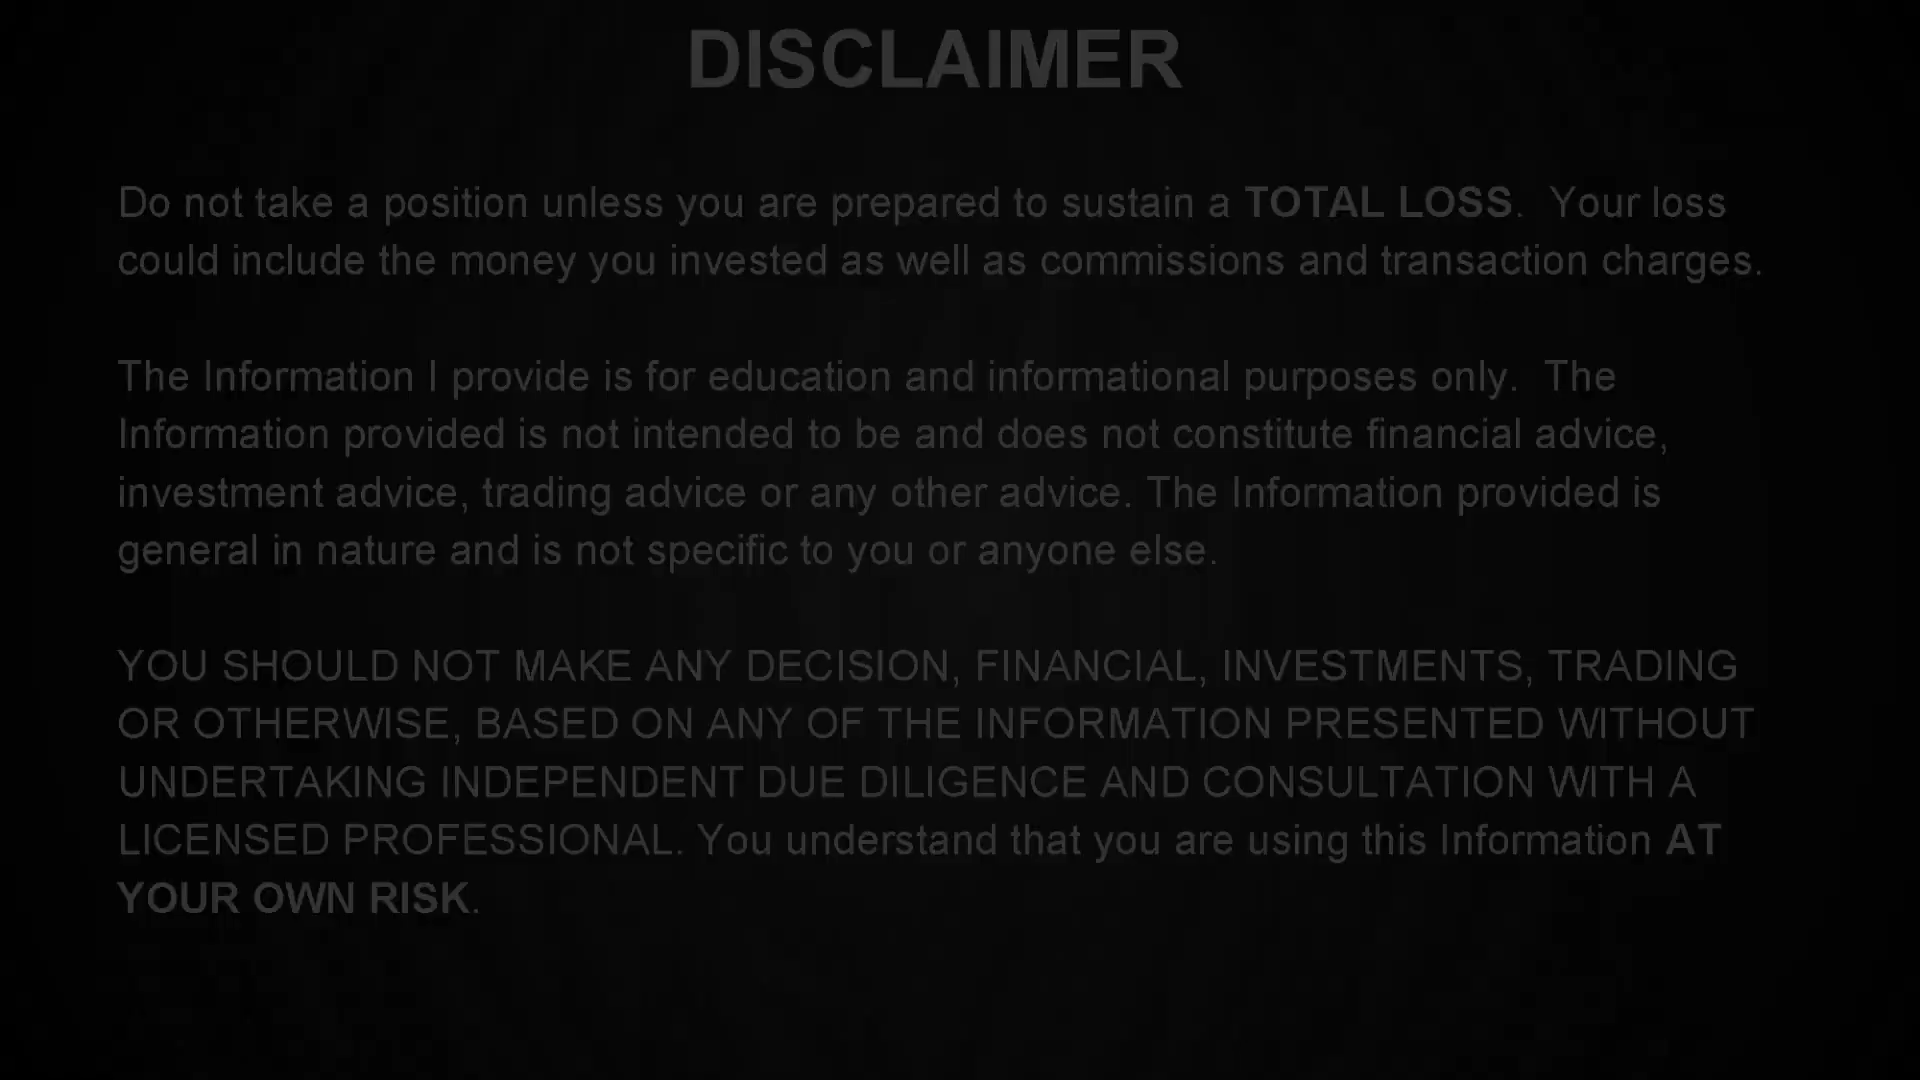 DISCLAIMER
Do not take a position unless you are prepared to sustain a TOTAL LOSS.  Your loss
could include the money you invested as well as commissions and transaction charges.
The Information I provide is for education and informational purposes only.  The
Information provided is not intended to be and does not constitute financial advice,
investment advice, trading advice or any other advice. The Information provided is
general in nature and is not specific to you or anyone else.
YOU SHOULD NOT MAKE ANY DECISION, FINANCIAL, INVESTMENTS, TRADING
OR OTHERWISE, BASED ON ANY OF THE INFORMATION PRESENTED WITHOUT
UNDERTAKING INDEPENDENT DUE DILIGENCE AND CONSULTATION WITH A
LICENSED PROFESSIONAL. You understand that you are using this Information AT
YOUR OWN RISK.